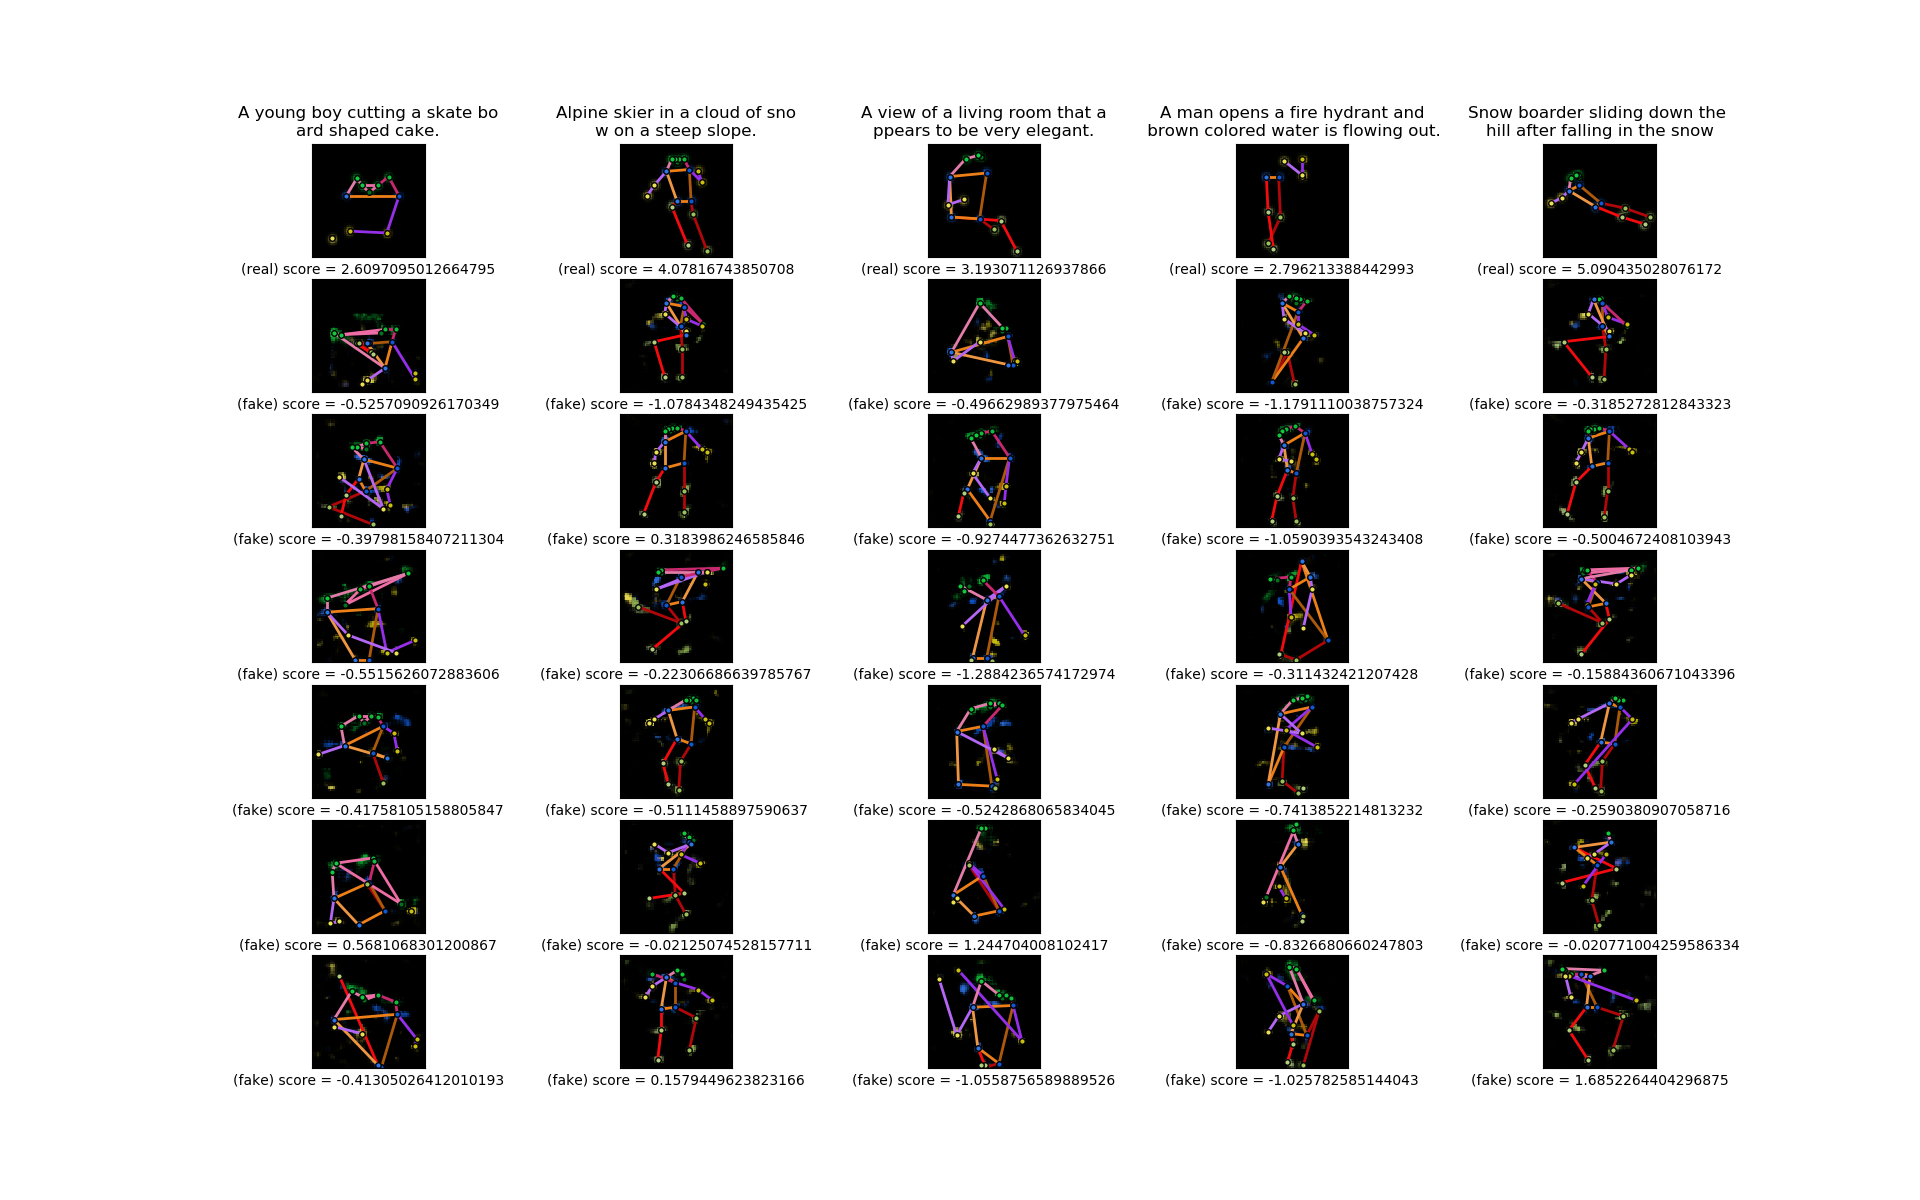 A young boy cutting a skate bo
ard shaped cake.
Alpine skier in a cloud of sno
w on a steep slope.
A view of a living room that a
ppears to be very elegant.
A man opens a fire hydrant and
brown colored water is flowing out.
Snow boarder sliding down the
hill after falling in the snow
(real) score = 2.6097095012664795
(real) score = 4.07816743850708
(real) score = 3.193071126937866
(real) score = 2.796213388442993
(real) score = 5.090435028076172
(fake) score = -0.5257090926170349
(fake) score = -1.0784348249435425
(fake) score = -0.49662989377975464
(fake) score = -1.1791110038757324
(fake) score = -0.3185272812843323
(fake) score = -0.39798158407211304
(fake) score = 0.3183986246585846
(fake) score = -0.9274477362632751
(fake) score = -1.0590393543243408
(fake) score = -0.5004672408103943
(fake) score = -0.5515626072883606
(fake) score = -0.22306686639785767
(fake) score = -1.2884236574172974
(fake) score = -0.311432421207428
(fake) score = -0.15884360671043396
(fake) score = -0.41758105158805847
(fake) score = -0.5111458897590637
(fake) score = -0.5242868065834045
(fake) score = -0.7413852214813232
(fake) score = -0.2590380907058716
(fake) score = 0.5681068301200867
(fake) score = -0.02125074528157711
(fake) score = 1.244704008102417
(fake) score = -0.8326680660247803
(fake) score = -0.020771004259586334
(fake) score = -0.41305026412010193
(fake) score = 0.1579449623823166
(fake) score = -1.0558756589889526
(fake) score = -1.025782585144043
(fake) score = 1.6852264404296875